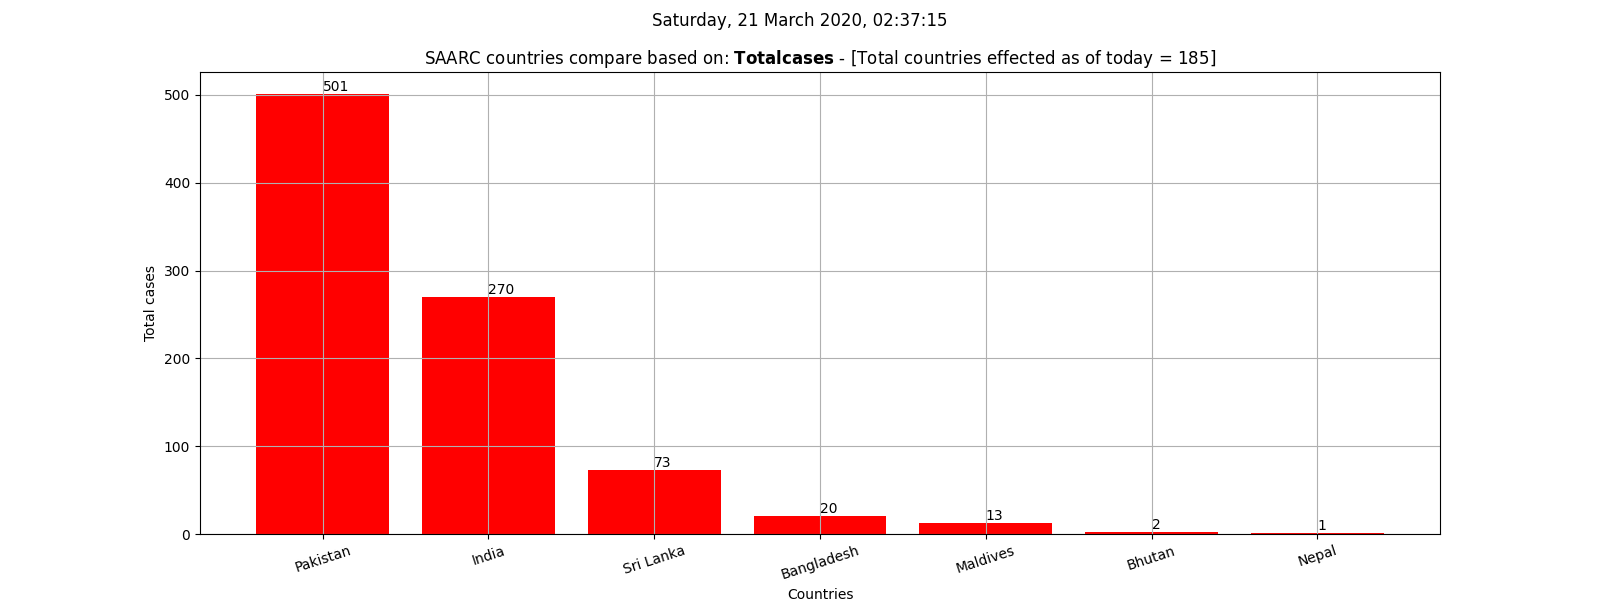 Saturday, 21 March 2020, 02:37:15
SAARC countries compare based on: Totalcases - [Total countries effected as of today = 185]
501
500
400
300
270
200
100
73
20
13
2
1
0
Total cases
Pakistan
India
Sri Lanka
Bangladesh
Maldives
Bhutan
Nepal
Countries